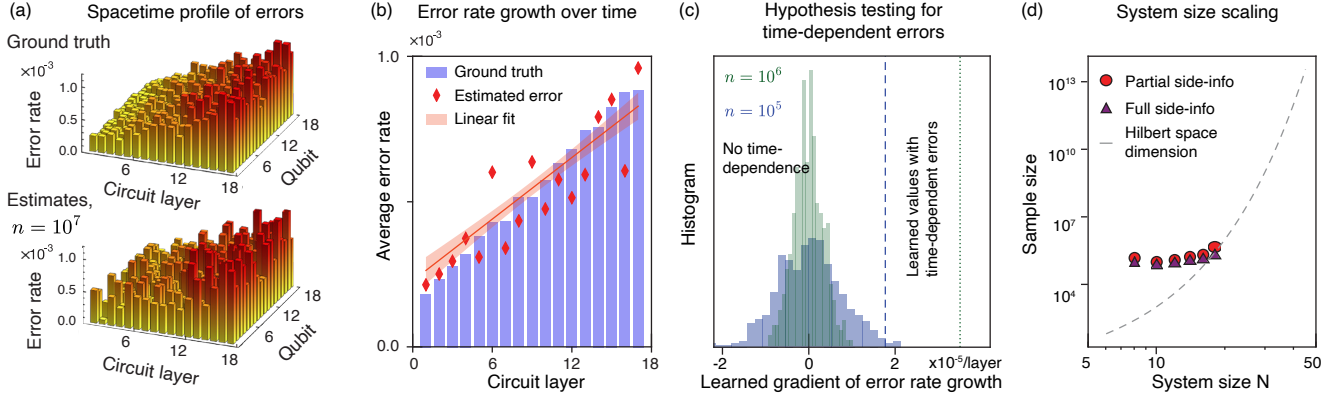 (a)
Spacetime profile of errors
Ground truth
×10⁻³
1.0
0.5
0.0
Error rate
6
12
18
Circuit layer
6
12
18
Qubit
Estimates,
n = 10⁷
×10⁻³
1.0
0.5
0.0
Error rate
6
12
18
Circuit layer
6
12
18
Qubit
(b)
Error rate growth over time
×10⁻³
1.0
0.0
Average error rate
Ground truth
Estimated error
Linear fit
6
12
18
Circuit layer
(c)
Hypothesis testing for
time-dependent errors
n = 10⁶
n = 10⁵
No time-
dependence
Learned values with
time-dependent errors
Histogram
-2
0
2
x10⁻⁵/layer
Learned gradient of error rate growth
(d)
System size scaling
10¹³
10¹⁰
10⁷
10⁴
Sample size
Partial side-info
Full side-info
Hilbert space
dimension
5
10
50
System size N